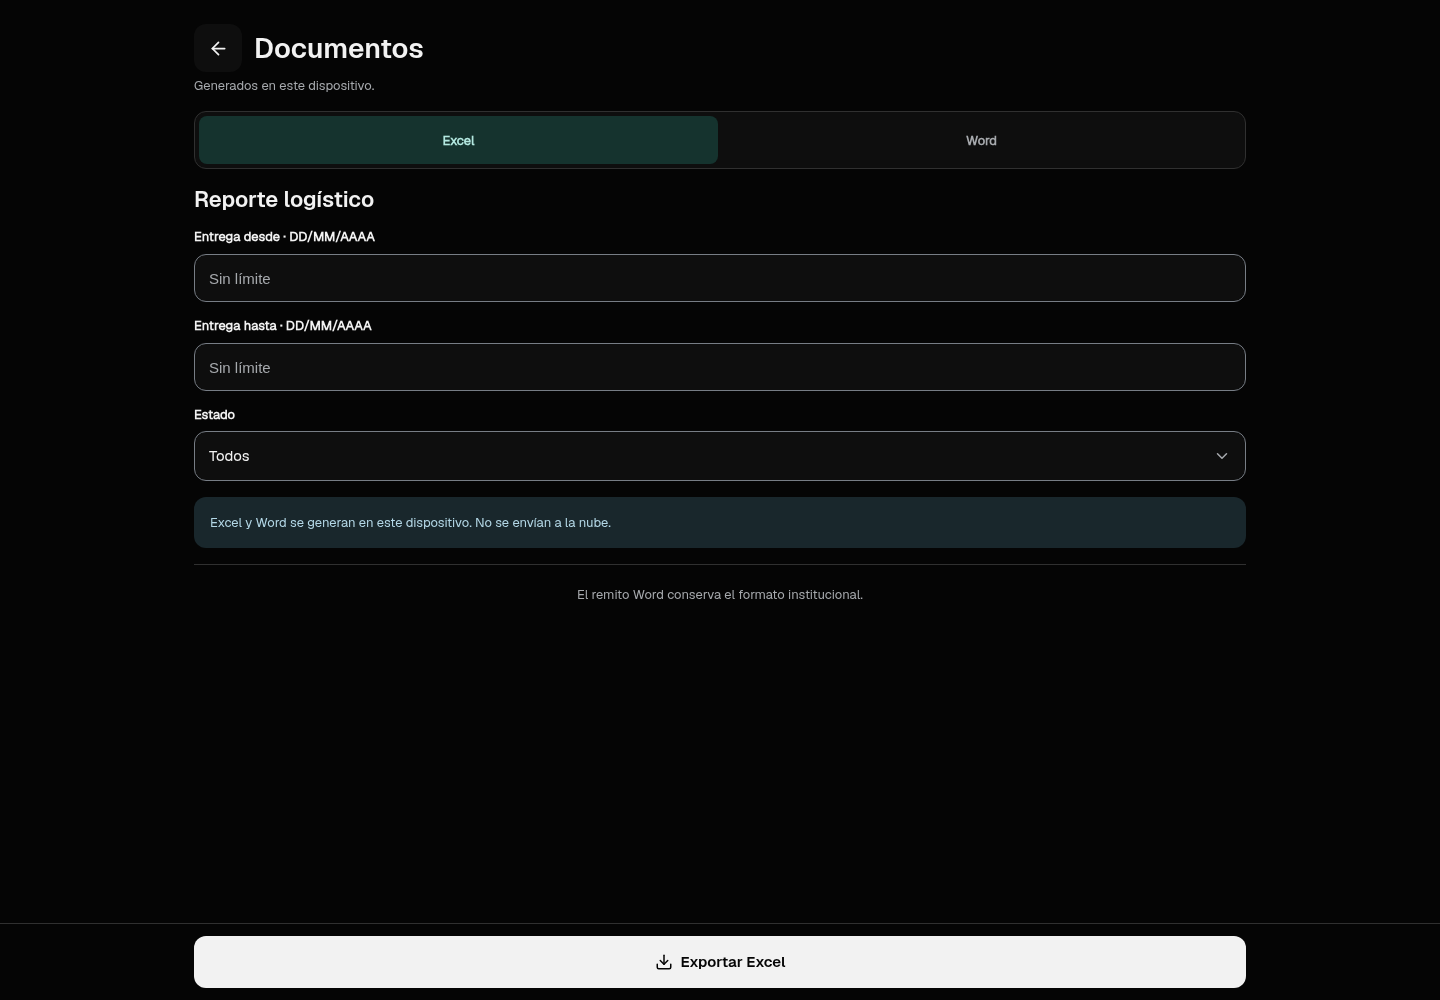 Documentos
Generados en este dispositivo.
Excel
Word
Reporte logístico
Entrega desde · DD/MM/AAAA
Sin límite
Entrega hasta · DD/MM/AAAA
Sin límite
Estado
Todos
Excel y Word se generan en este dispositivo. No se envían a la nube.
El remito Word conserva el formato institucional.
Exportar Excel